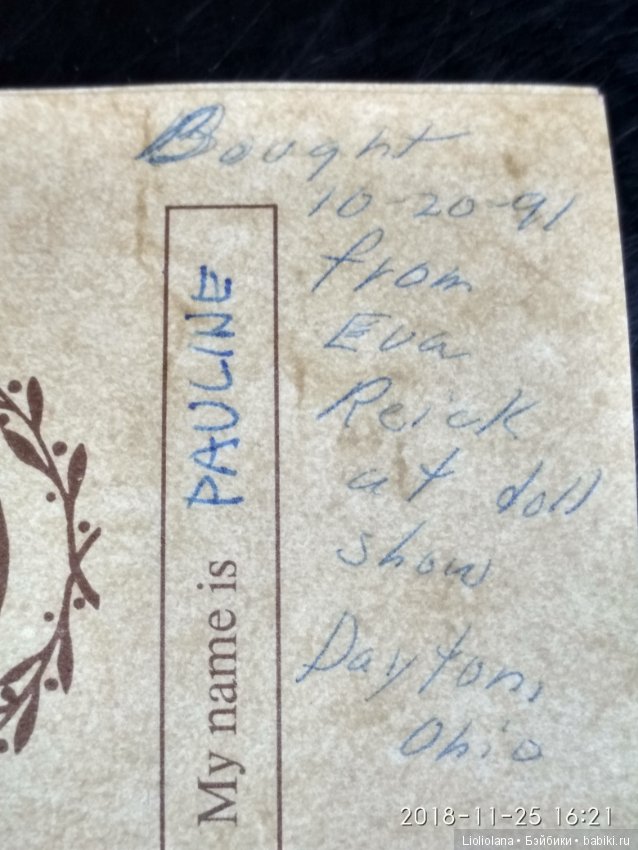 Bought
10-20-91
from
Eva
Reick
at doll
show
Dayton,
Ohio
My name is PAULINE
2018-11-25 16:21
Lioliolana • Бэйбики • babiki.ru